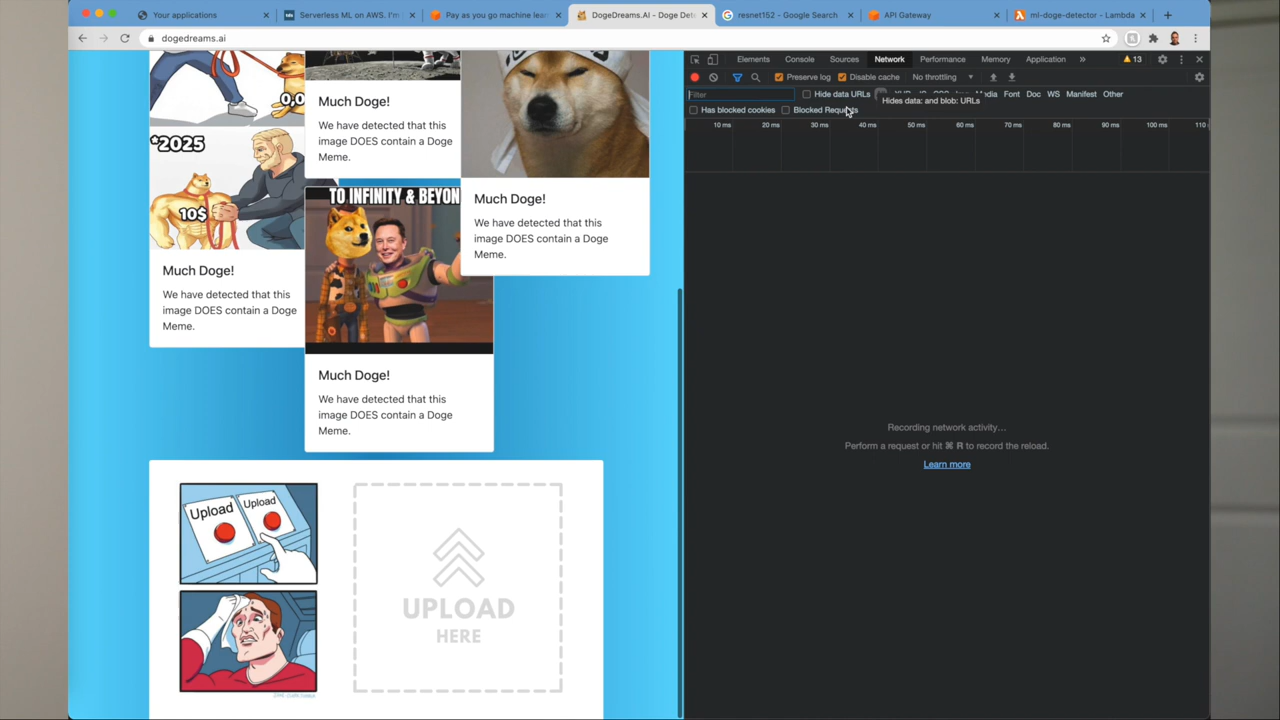 Your applications
Serverless ML on AWS. I'm
Pay as you go machine lear
DogeDreams.AI - Doge Dete
resnet152 - Google Search
API Gateway
ml-doge-detector - Lambda
dogedreams.ai
Elements
Console
Sources
Network
Performance
Memory
Application
13
Preserve log
Disable cache
No throttling
Filter
Hide data URLs
Font
Doc
WS
Manifest
Other
Hides data: and blob: URLs
Has blocked cookies
Blocked Requests
10 ms
20 ms
30 ms
40 ms
50 ms
60 ms
70 ms
80 ms
90 ms
100 ms
110
Recording network activity…
Perform a request or hit ⌘ R to record the reload.
Learn more
*2025
10$
Much Doge!
We have detected that this
image DOES contain a Doge
Meme.
Much Doge!
We have detected that this
image DOES contain a Doge
Meme.
TO INFINITY & BEYON
Much Doge!
We have detected that this
image DOES contain a Doge
Meme.
Much Doge!
We have detected that this
image DOES contain a Doge
Meme.
Upload
Upload
UPLOAD
HERE